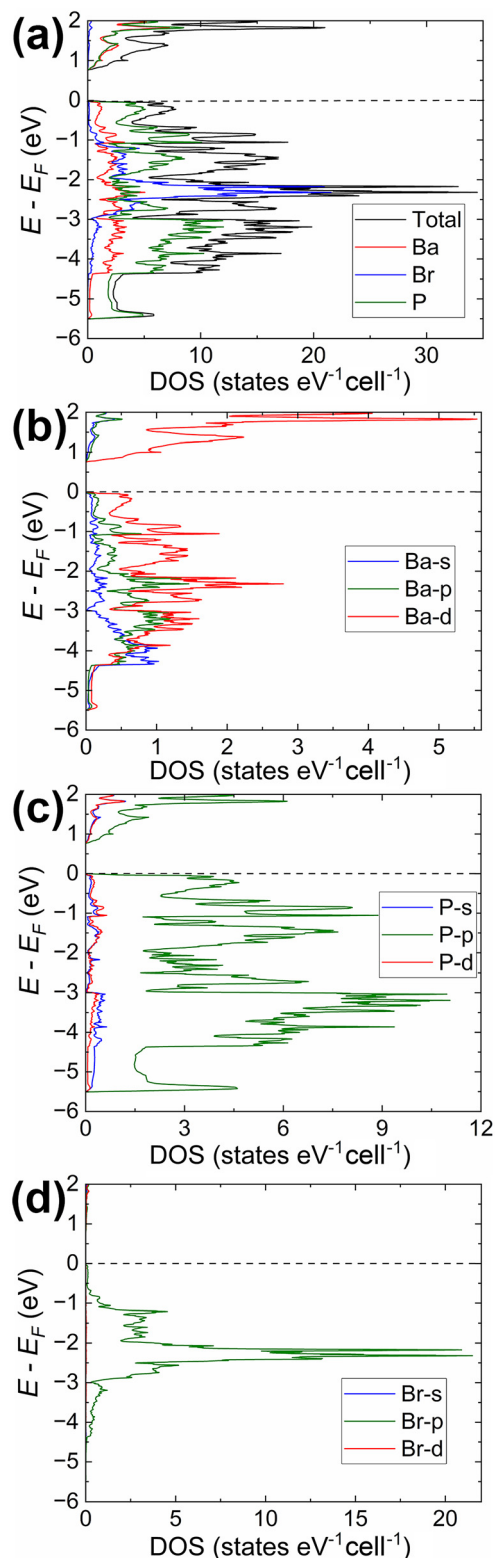 (a)
2
1
0
−1
−2
−3
−4
−5
−6
E - EF (eV)
Total
Ba
Br
P
0 10 20 30
DOS (states eV⁻¹cell⁻¹)
(b)
2
1
0
−1
−2
−3
−4
−5
−6
E - EF (eV)
Ba-s
Ba-p
Ba-d
0 1 2 3 4 5
DOS (states eV⁻¹cell⁻¹)
(c)
2
1
0
−1
−2
−3
−4
−5
−6
E - EF (eV)
P-s
P-p
P-d
3 6 9 12
DOS (states eV⁻¹cell⁻¹)
(d)
2
1
0
−1
−2
−3
−4
−5
−6
E - EF (eV)
Br-s
Br-p
Br-d
0 5 10 15 20
DOS (states eV⁻¹cell⁻¹)